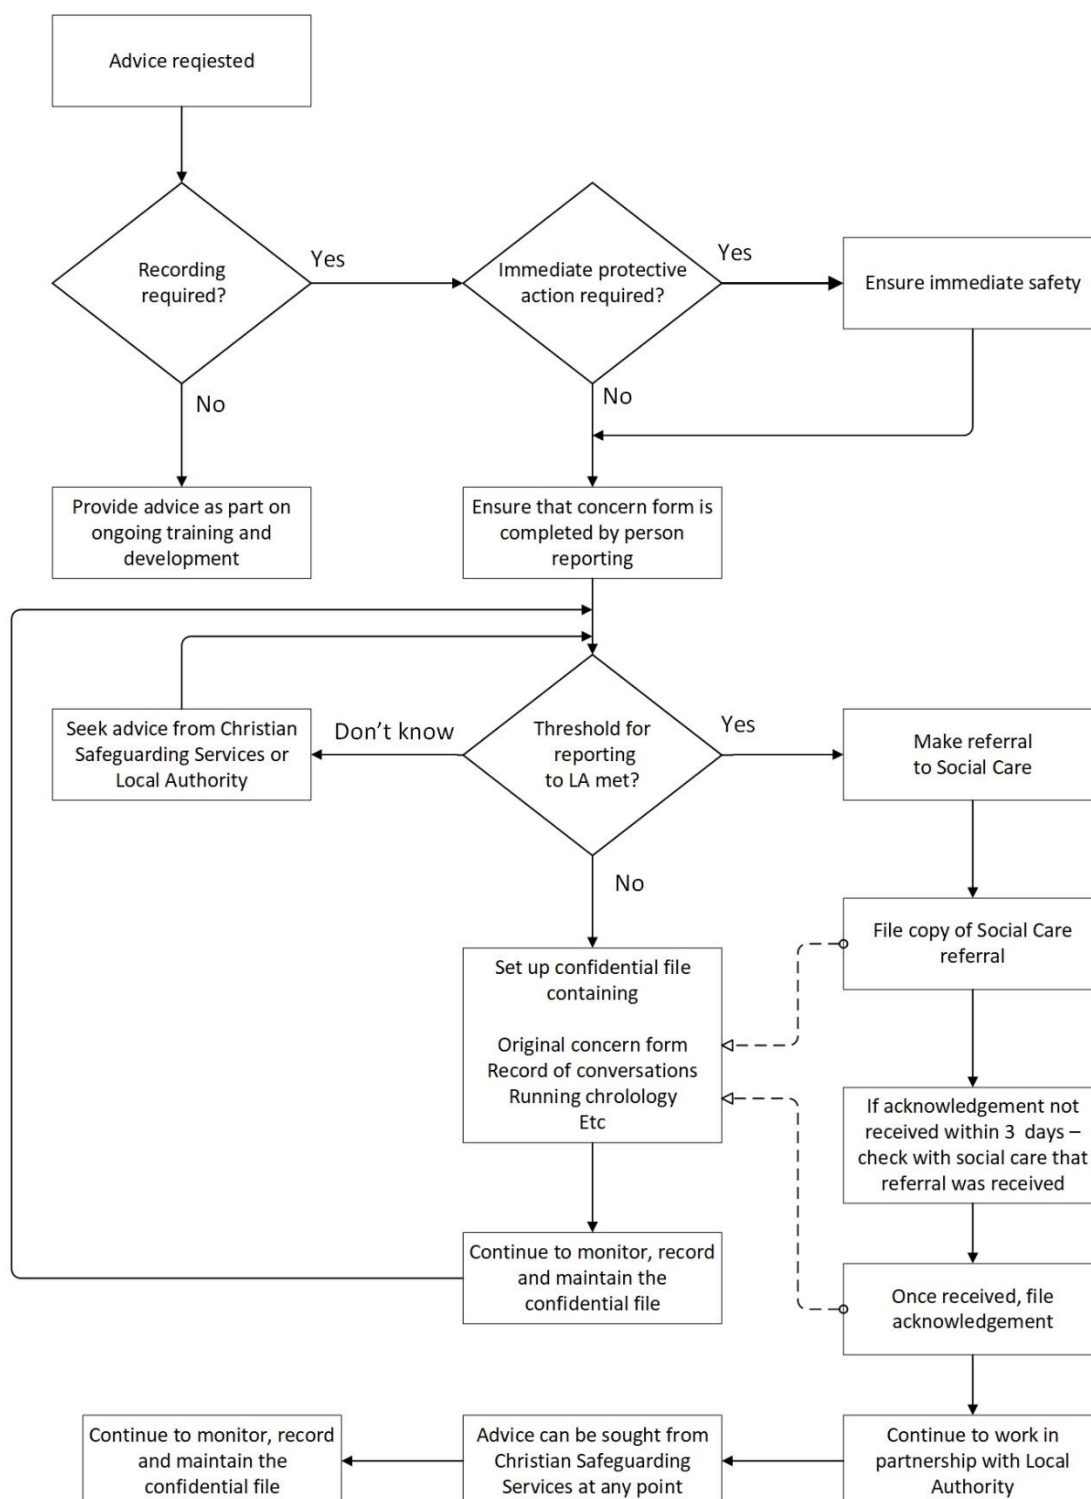 Advice reqiested
Recording
required?
Yes
Immediate protective
action required?
Yes
Ensure immediate safety
No
No
Provide advice as part on
ongoing training and
development
Ensure that concern form is
completed by person
reporting
Seek advice from Christian
Safeguarding Services or
Local Authority
Don't know
Threshold for
reporting
to LA met?
Yes
Make referral
to Social Care
No
File copy of Social Care
referral
Set up confidential file
containing
Original concern form
Record of conversations
Running chrolology
Etc
If acknowledgement not
received within 3  days –
check with social care that
referral was received
Continue to monitor, record
and maintain the
confidential file
Once received, file
acknowledgement
Continue to monitor, record
and maintain the
confidential file
Advice can be sought from
Christian Safeguarding
Services at any point
Continue to work in
partnership with Local
Authority